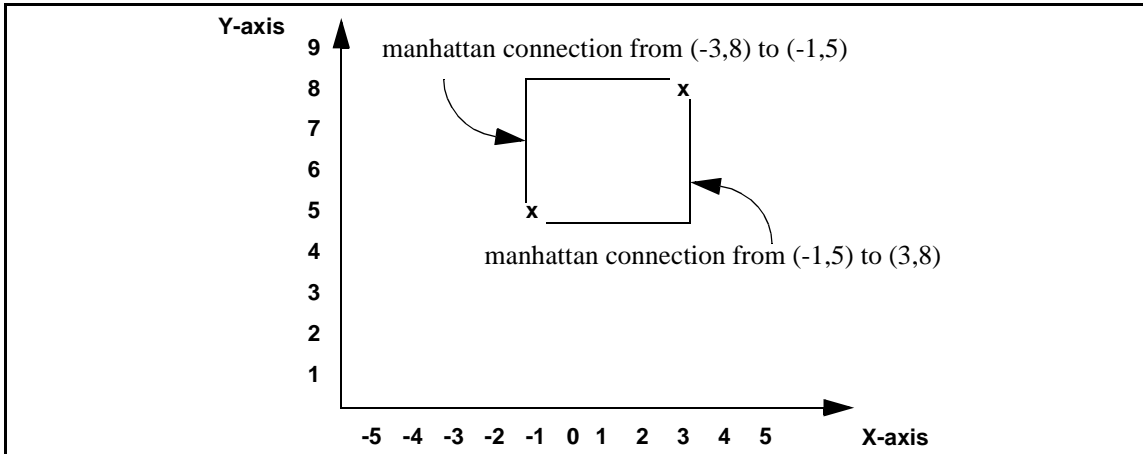 Y-axis
9
manhattan connection from (-3,8) to (-1,5)
8
x
7
6
5
x
4
manhattan connection from (-1,5) to (3,8)
3
2
1
-5 -4 -3 -2 -1 0 1 2 3 4 5
X-axis